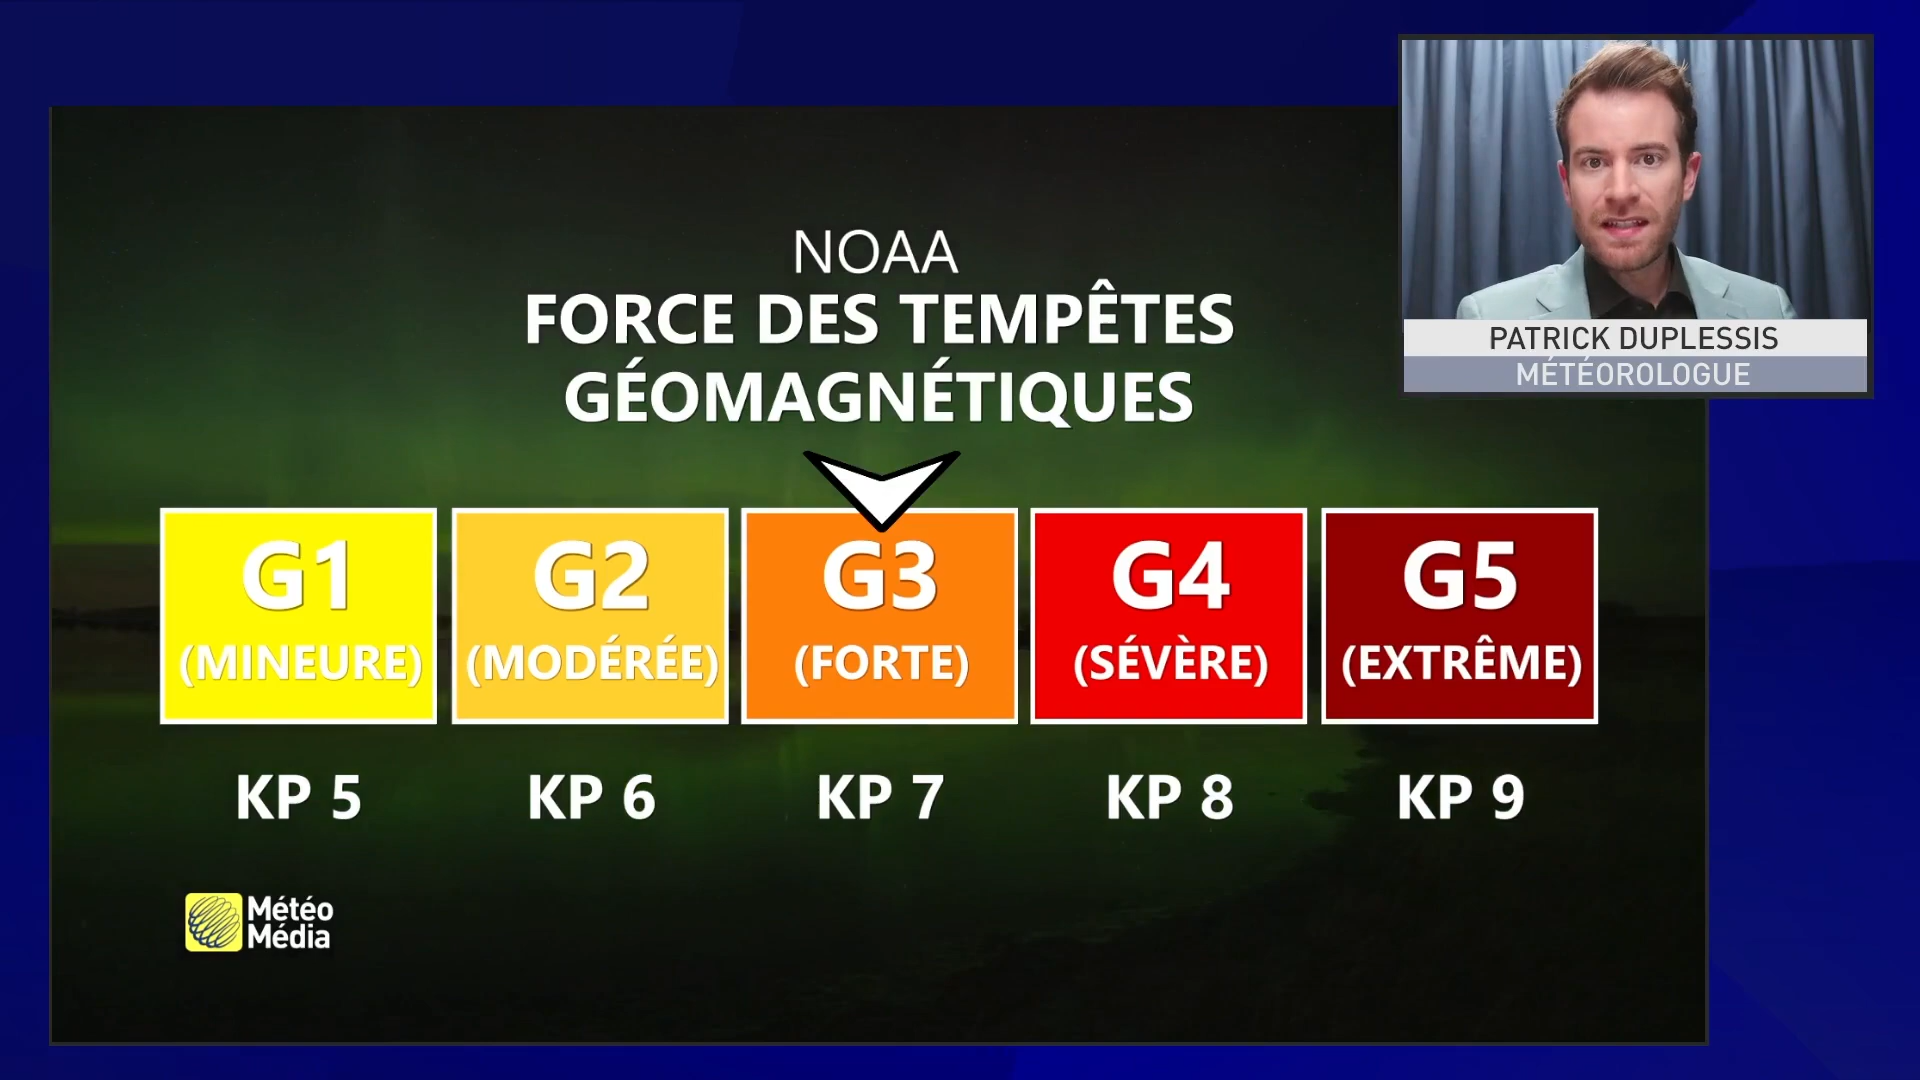 NOAA
FORCE DES TEMPÊTES
GÉOMAGNÉTIQUES
G1
(MINEURE)
KP 5
G2
(MODÉRÉE)
KP 6
G3
(FORTE)
KP 7
G4
(SÉVÈRE)
KP 8
G5
(EXTRÊME)
KP 9
Météo
Média
PATRICK DUPLESSIS
MÉTÉOROLOGUE